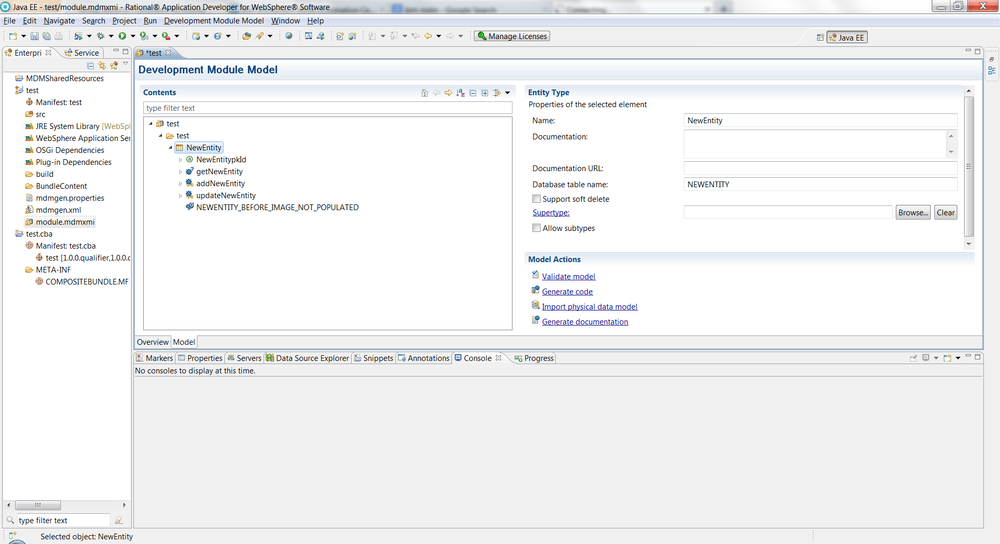 Java EE - test/module.mdmxmi - Rational® Application Developer for WebSphere® Software
File Edit Navigate Search Project Run Development Module Model Window Help
Manage Licenses
Java EE
Enterpri
Service
MDMSharedResources
test
Manifest: test
src
JRE System Library [WebSpl
WebSphere Application Ser
OSGi Dependencies
Plug-in Dependencies
build
BundleContent
mdmgen.properties
mdmgen.xml
module.mdmxmi
test.cba
Manifest: test.cba
test [1.0.0.qualifier,1.0.0.c
META-INF
COMPOSITEBUNDLE.MF
type filter text
*test
Development Module Model
Contents
type filter text
test
test
NewEntity
NewEntitypkId
getNewEntity
addNewEntity
updateNewEntity
NEWENTITY_BEFORE_IMAGE_NOT_POPULATED
Entity Type
Properties of the selected element
Name: NewEntity
Documentation:
Documentation URL:
Database table name: NEWENTITY
Support soft delete
Supertype: Browse... Clear
Allow subtypes
Model Actions
Validate model
Generate code
Import physical data model
Generate documentation
Overview Model
Markers Properties Servers Data Source Explorer Snippets Annotations Console Progress
No consoles to display at this time.
Selected object: NewEntity